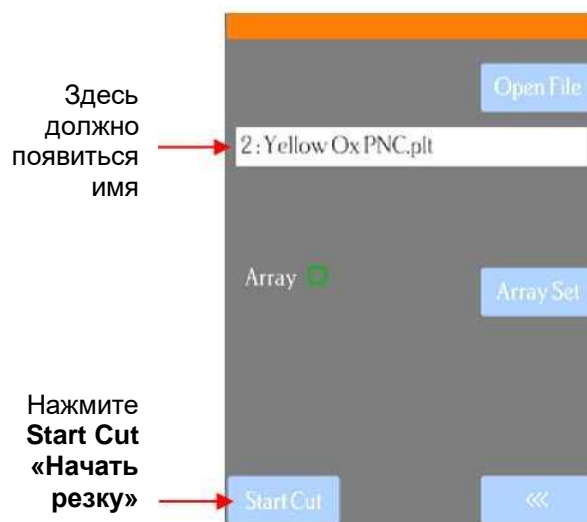 Open File
Здесь
должно
появиться
имя
2:Yellow Ox PNC.plt
Array
Array Set
Нажмите
Start Cut
«Начать
резку»
Start Cut
<<<